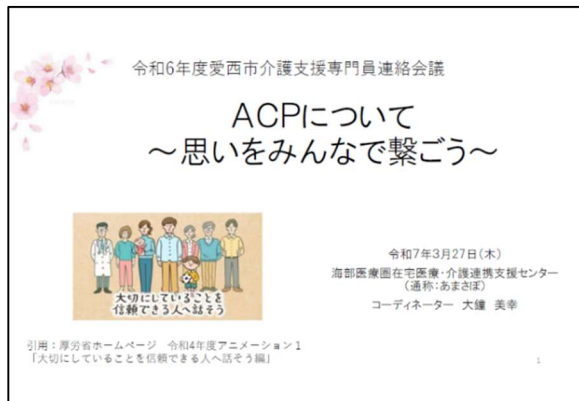 令和6年度愛西市介護支援専門員連絡会議
ACPについて
～思いをみんなで繋ごう～
大切にしていることを
信頼できる人へ話そう
令和7年3月27日(木)
海部医療圏在宅医療・介護連携支援センター
(通称:あまさぽ)
コーディネーター 大鐘 美幸
引用：厚労省ホームページ 令和4年度アニメーション1
「大切にしていることを信頼できる人へ話そう編」
1